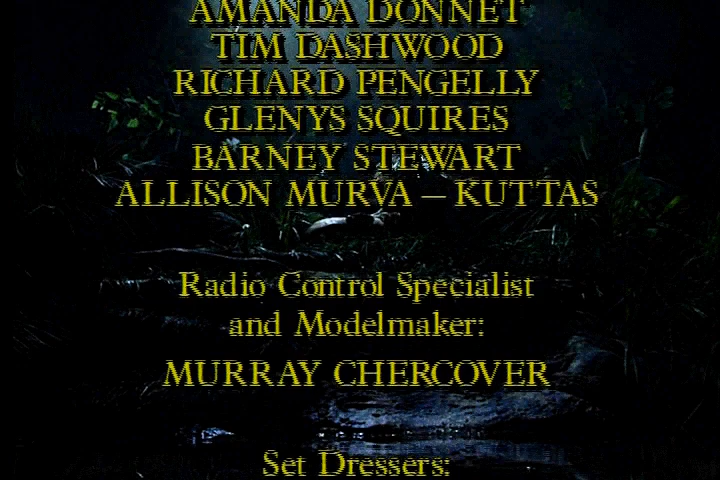 AMANDA DONNET
TIM DASHWOOD
RICHARD PENGELLY
GLENYS SQUIRES
BARNEY STEWART
ALLISON MURVA – KUTTAS
Radio Control Specialist
and Modelmaker:
MURRAY CHERCOVER
Set Dressers: